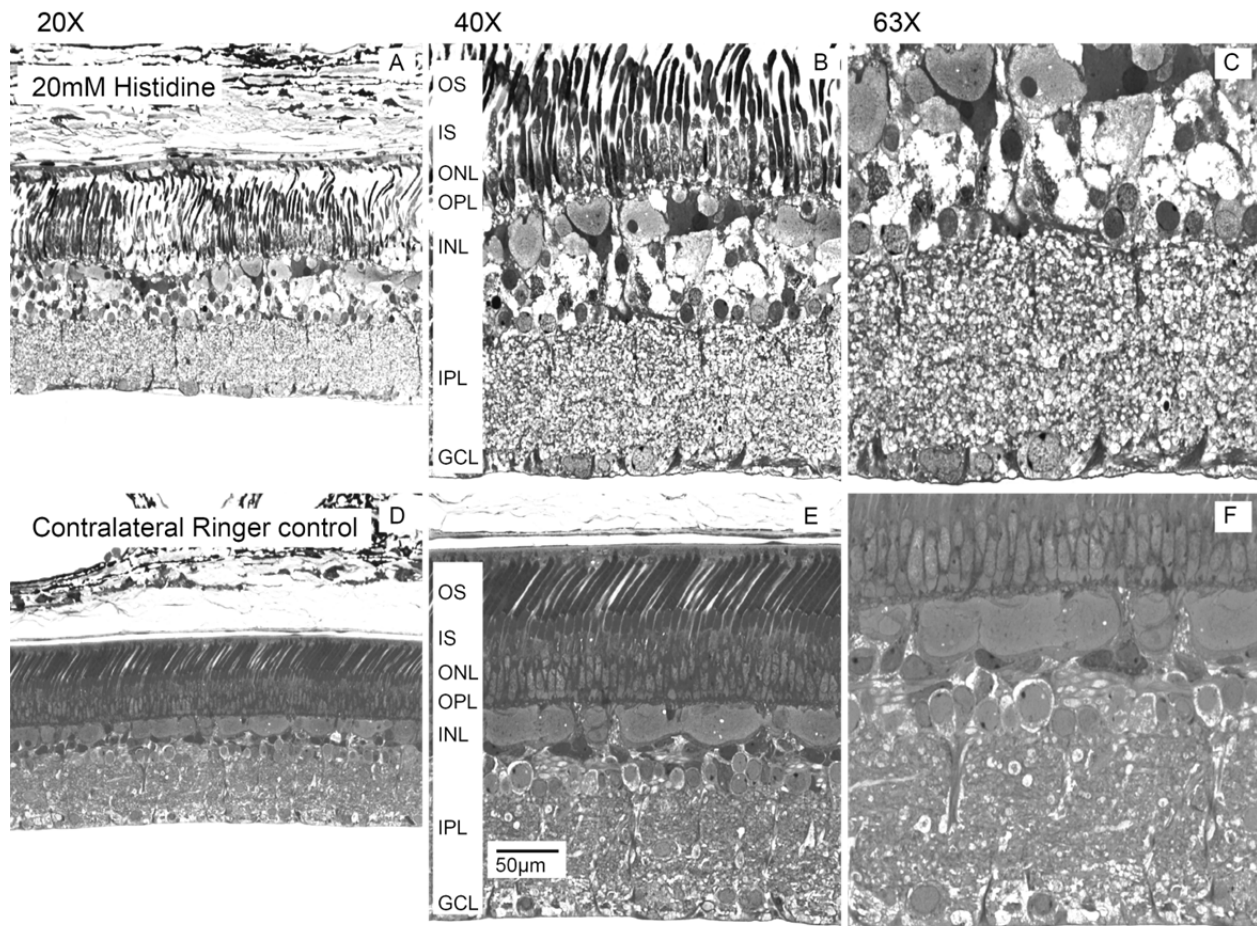 20X
40X
63X
20mM Histidine
A
B
C
OS
IS
ONL
OPL
INL
IPL
GCL
Contralateral Ringer control
D
E
F
OS
IS
ONL
OPL
INL
IPL
GCL
50µm